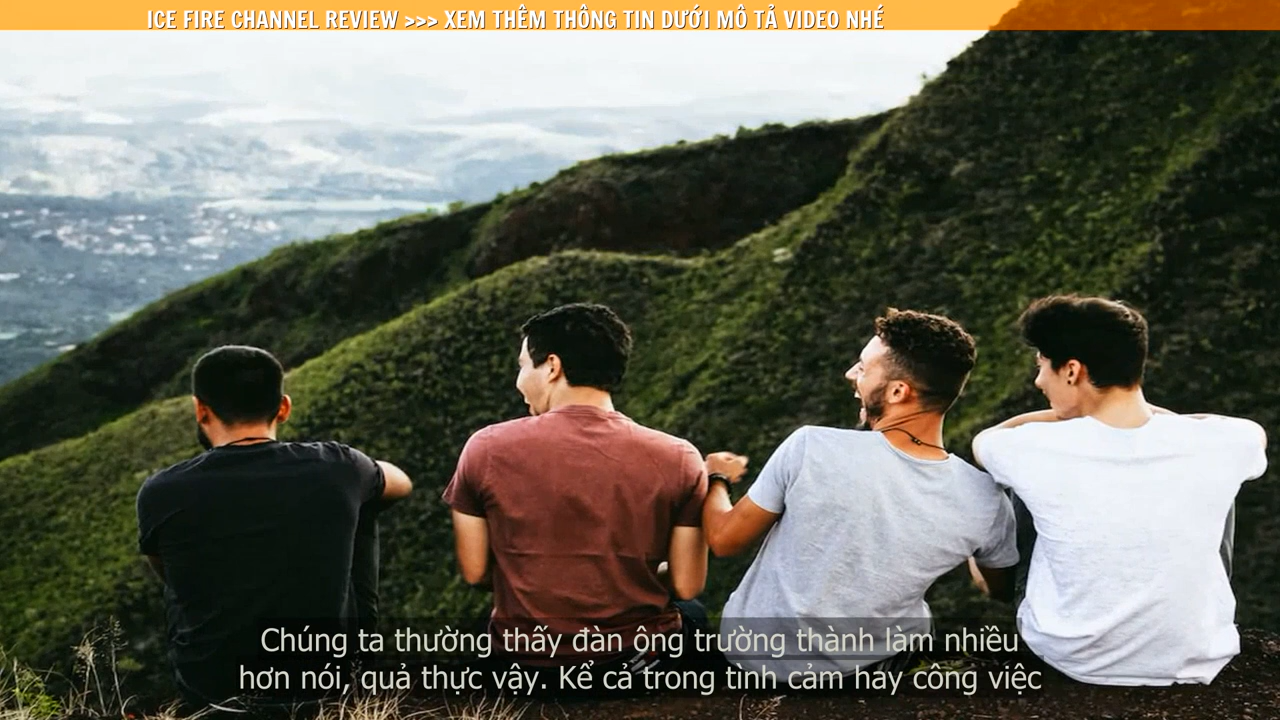 ICE FIRE CHANNEL REVIEW >>> XEM THÊM THÔNG TIN DƯỚI MÔ TẢ VIDEO NHÉ
Chúng ta thường thấy đàn ông trường thành làm nhiều
hơn nói, quả thực vậy. Kể cả trong tình cảm hay công việc